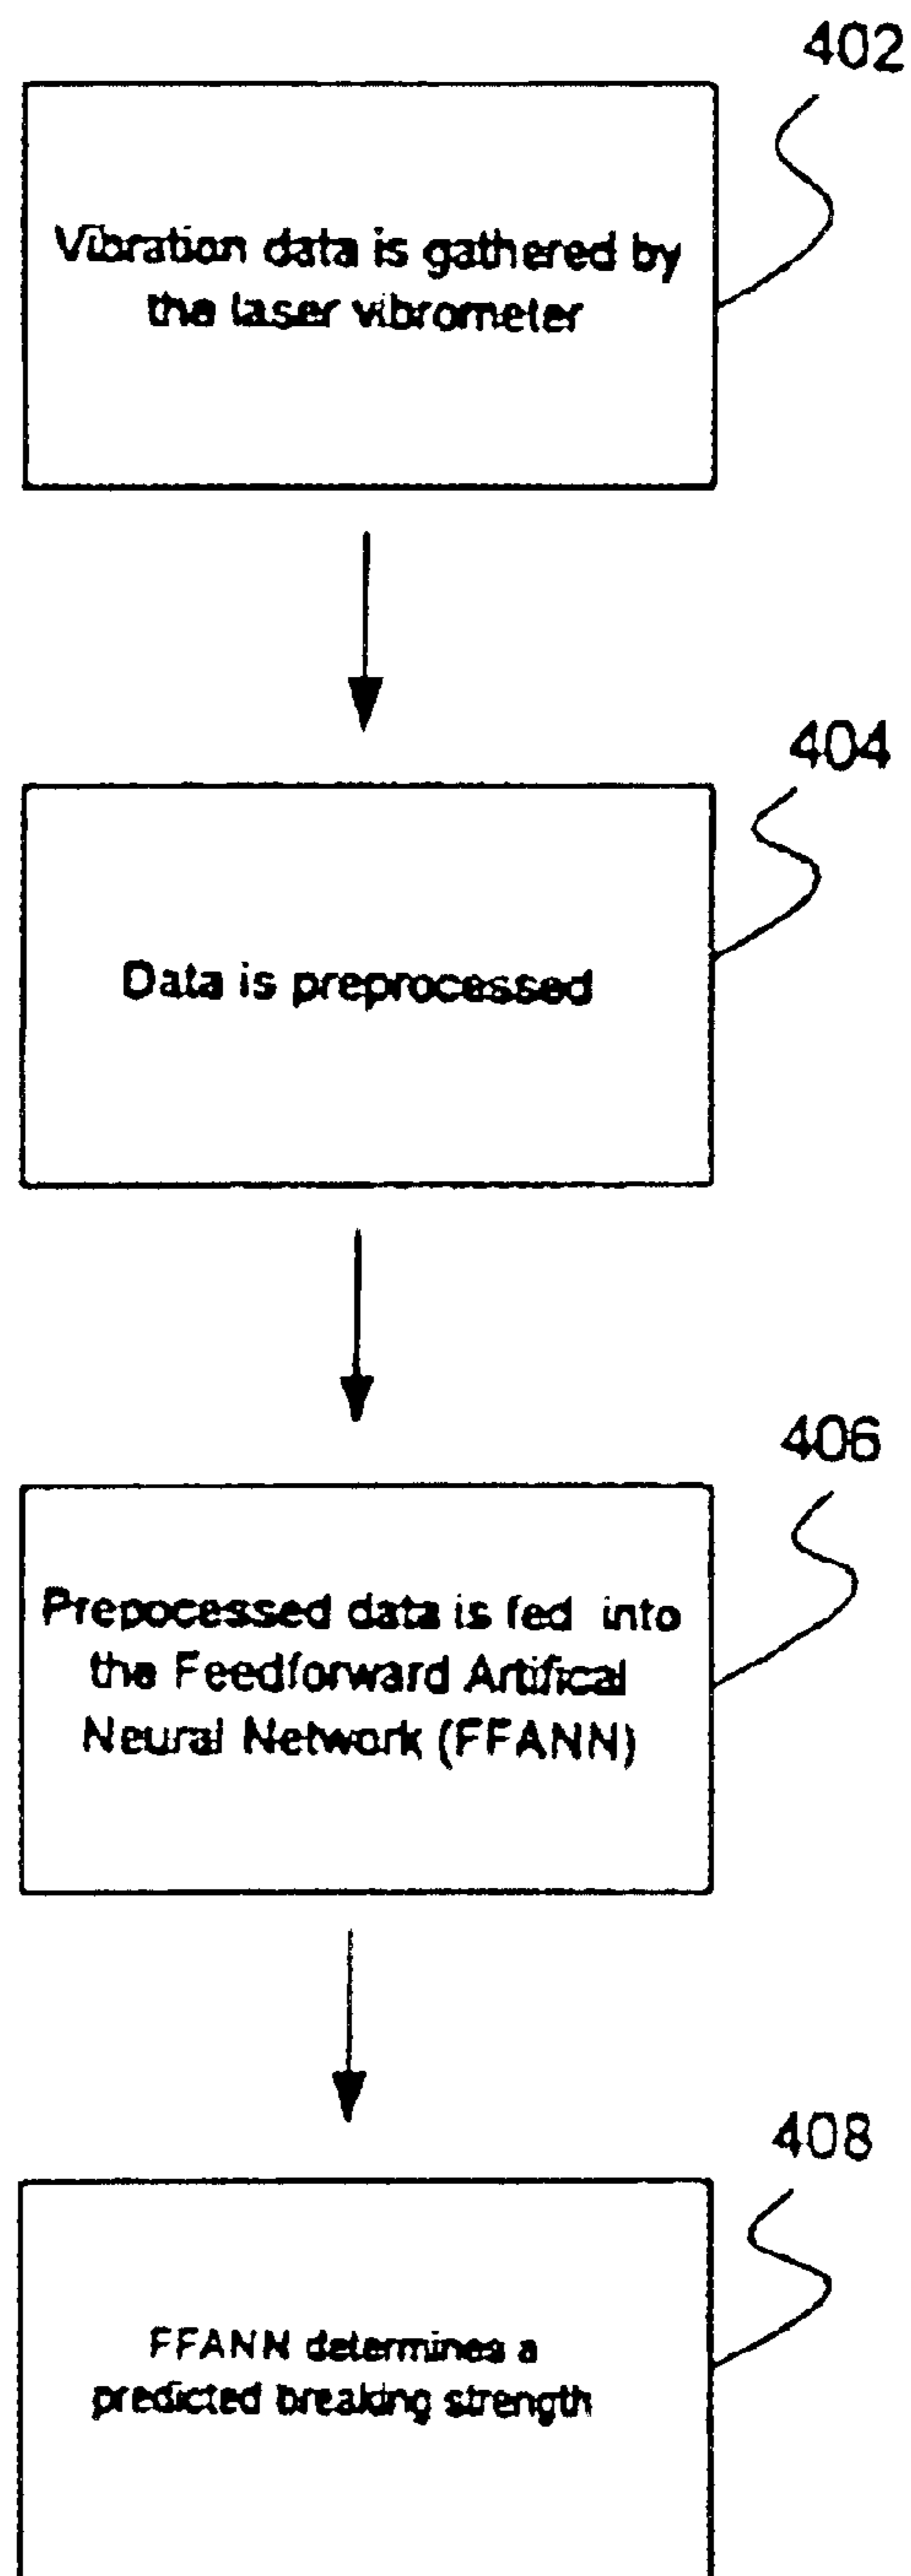 402
Vibration data is gathered by
the laser vibrometer
404
Data is preprocessed
406
Prepocessed data is fed into
the Feedforward Artifical
Neural Network (FFANN)
408
FFANN determines a
predicted breaking strength